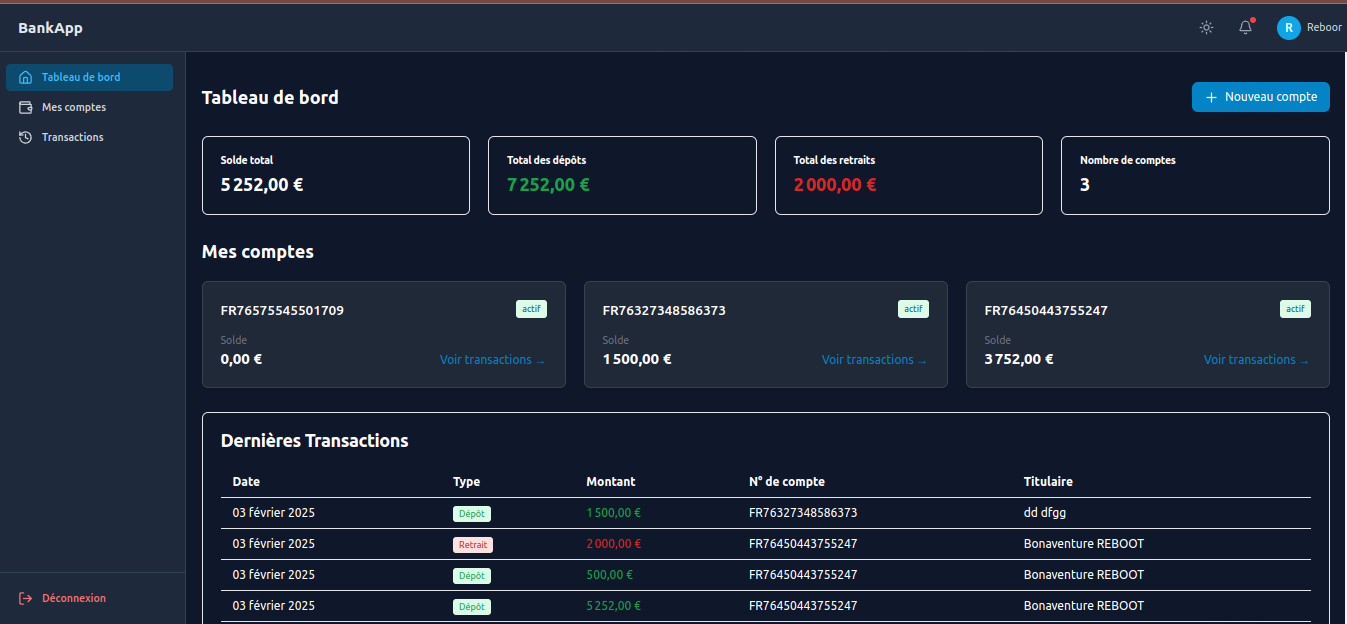 BankApp
R Reboor
Tableau de bord
Mes comptes
Transactions
Déconnexion
Tableau de bord
+ Nouveau compte
Solde total
5 252,00 €
Total des dépôts
7 252,00 €
Total des retraits
2 000,00 €
Nombre de comptes
3
Mes comptes
FR76575545501709 actif
Solde
0,00 € Voir transactions →
FR76327348586373 actif
Solde
1 500,00 € Voir transactions →
FR76450443755247 actif
Solde
3 752,00 € Voir transactions →
Dernières Transactions
Date Type Montant N° de compte Titulaire
03 février 2025 Dépôt 1 500,00 € FR76327348586373 dd dfgg
03 février 2025 Retrait 2 000,00 € FR76450443755247 Bonaventure REBOOT
03 février 2025 Dépôt 500,00 € FR76450443755247 Bonaventure REBOOT
03 février 2025 Dépôt 5 252,00 € FR76450443755247 Bonaventure REBOOT